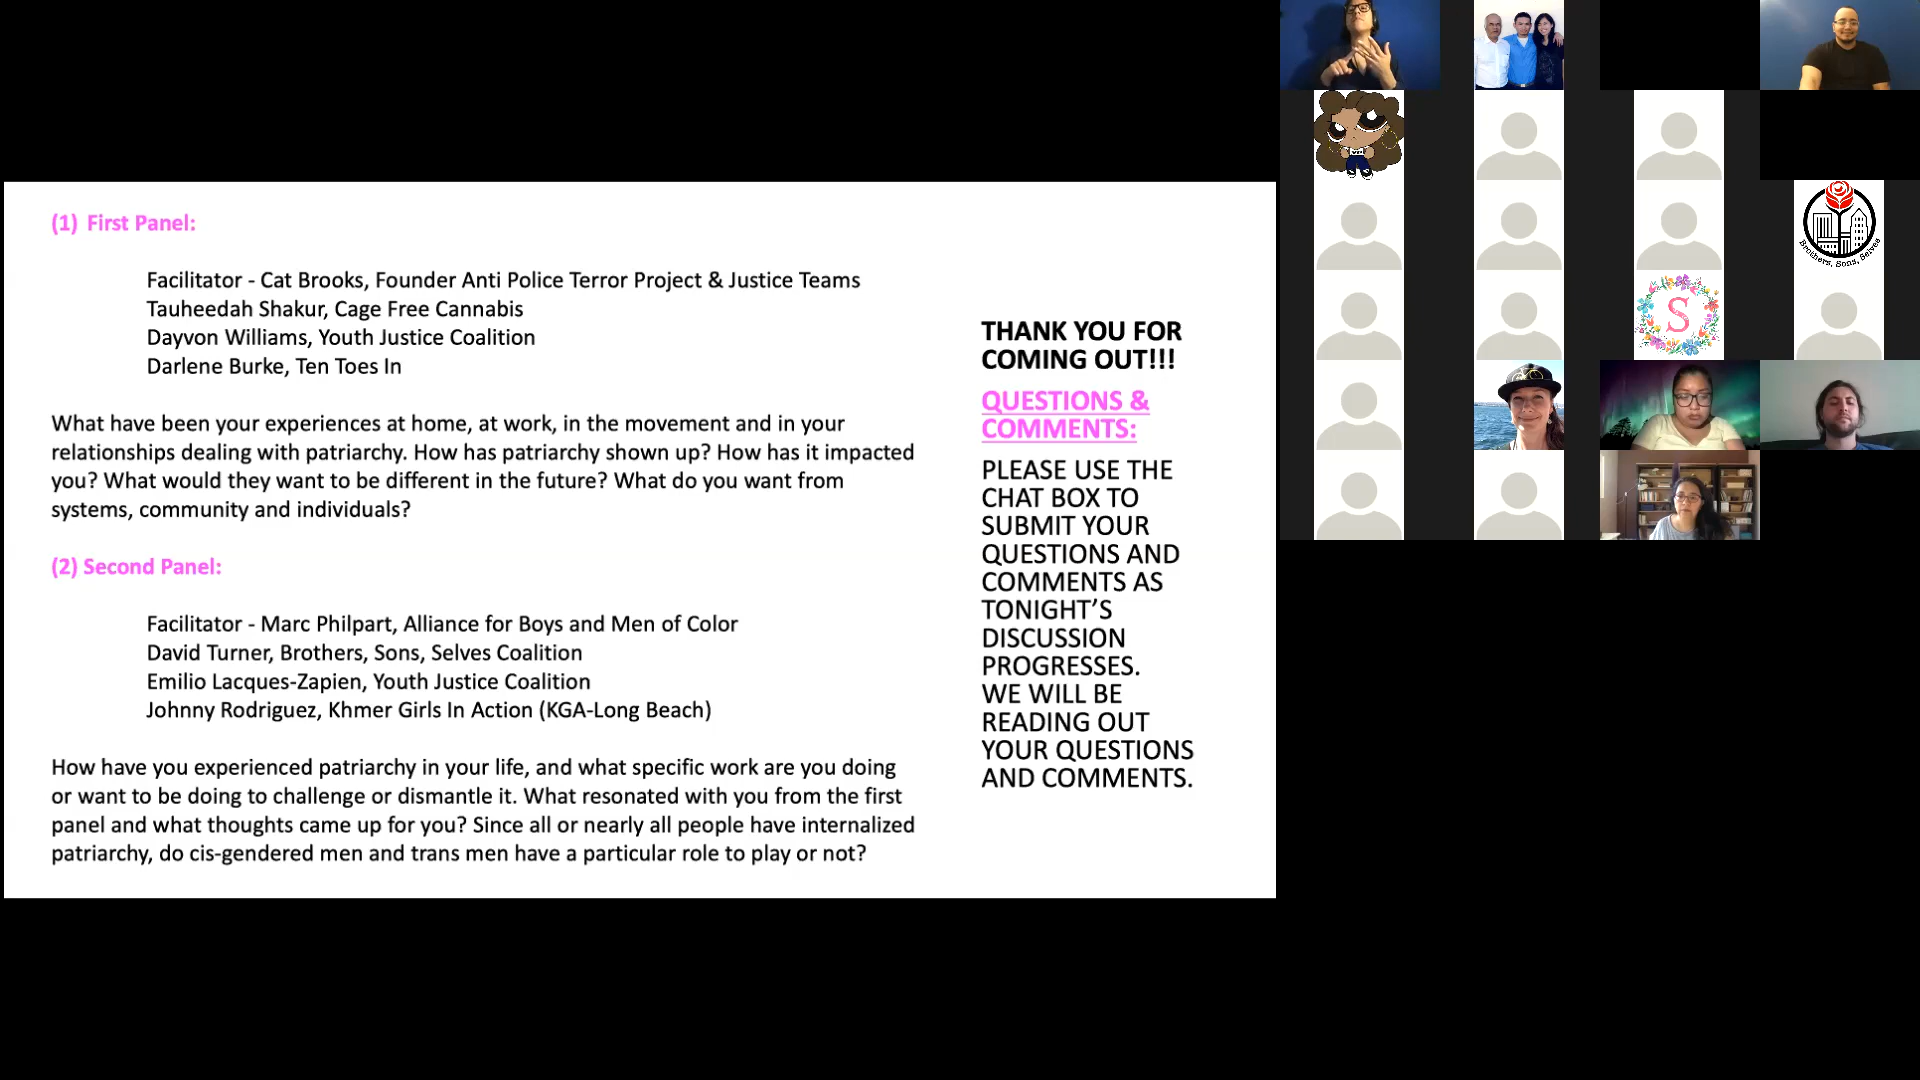 (1) First Panel:
Facilitator - Cat Brooks, Founder Anti Police Terror Project & Justice Teams
Tauheedah Shakur, Cage Free Cannabis
Dayvon Williams, Youth Justice Coalition
Darlene Burke, Ten Toes In
What have been your experiences at home, at work, in the movement and in your
relationships dealing with patriarchy. How has patriarchy shown up? How has it impacted
you? What would they want to be different in the future? What do you want from
systems, community and individuals?
(2) Second Panel:
Facilitator - Marc Philpart, Alliance for Boys and Men of Color
David Turner, Brothers, Sons, Selves Coalition
Emilio Lacques-Zapien, Youth Justice Coalition
Johnny Rodriguez, Khmer Girls In Action (KGA-Long Beach)
How have you experienced patriarchy in your life, and what specific work are you doing
or want to be doing to challenge or dismantle it. What resonated with you from the first
panel and what thoughts came up for you? Since all or nearly all people have internalized
patriarchy, do cis-gendered men and trans men have a particular role to play or not?
THANK YOU FOR
COMING OUT!!!
QUESTIONS &
COMMENTS:
PLEASE USE THE
CHAT BOX TO
SUBMIT YOUR
QUESTIONS AND
COMMENTS AS
TONIGHT’S
DISCUSSION
PROGRESSES.
WE WILL BE
READING OUT
YOUR QUESTIONS
AND COMMENTS.
Brothers, Sons, Selves
S